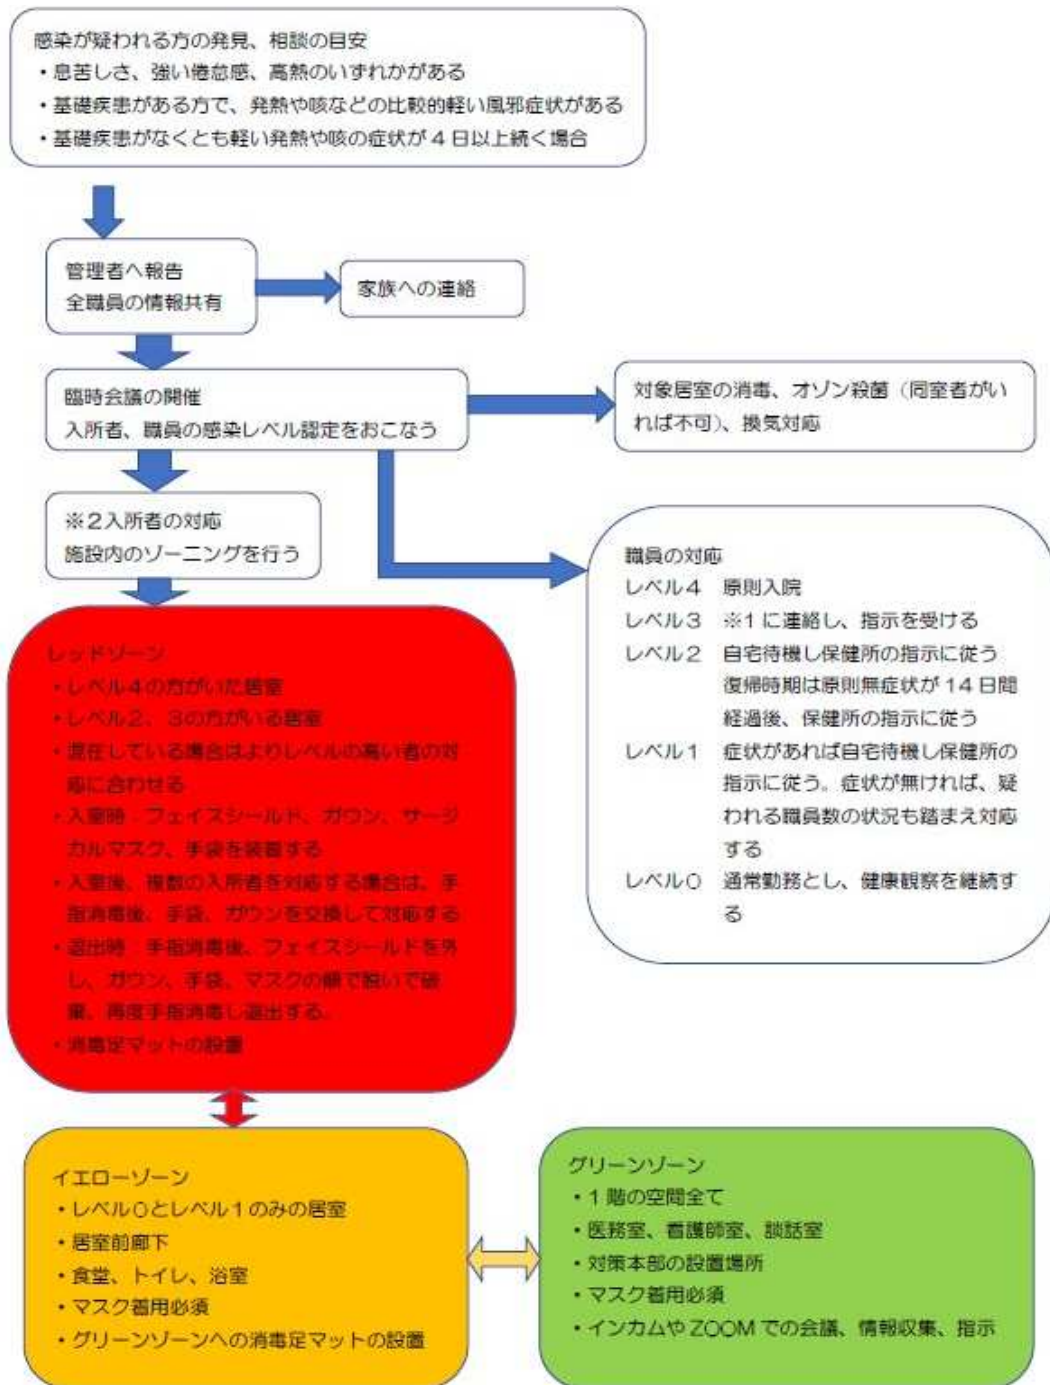 感染が疑われる方の発見、相談の目安
・息苦しさ、強い倦怠感、高熱のいずれかがある
・基礎疾患がある方で、発熱や咳などの比較的軽い風邪症状がある
・基礎疾患がなくとも軽い発熱や咳の症状が4日以上続く場合
管理者へ報告
全職員の情報共有
家族への連絡
臨時会議の開催
入所者、職員の感染レベル認定をおこなう
対象居室の消毒、オゾン殺菌（同室者がい
れば不可）、換気対応
※2入所者の対応
施設内のゾーニングを行う
職員の対応
レベル4 原則入院
レベル3 ※1に連絡し、指示を受ける
レベル2 自宅待機し保健所の指示に従う
復帰時期は原則無症状が14日間
経過後、保健所の指示に従う
レベル1 症状があれば自宅待機し保健所の
指示に従う。症状が無ければ、疑
われる職員数の状況も踏まえ対応
する
レベル0 通常勤務とし、健康観察を継続す
る
レッドゾーン
・レベル4の方がいた居室
・レベル2、3の方がいる居室
・混在している場合はよりレベルの高い者の対
応に合わせる
・入室時：フェイスシールド、ガウン、サージ
カルマスク、手袋を装着する
・入室後、複数の入所者を対応する場合は、手
指消毒後、手袋、ガウンを交換して対応する
・退出時：手指消毒後、フェイスシールドを外
し、ガウン、手袋、マスクの順で脱いで破
棄、再度手指消毒し退出する。
・消毒足マットの設置
イエローゾーン
・レベル0とレベル1のみの居室
・居室前廊下
・食堂、トイレ、浴室
・マスク着用必須
・グリーンゾーンへの消毒足マットの設置
グリーンゾーン
・1階の空間全て
・医務室、看護師室、談話室
・対策本部の設置場所
・マスク着用必須
・インカムやZOOMでの会議、情報収集、指示